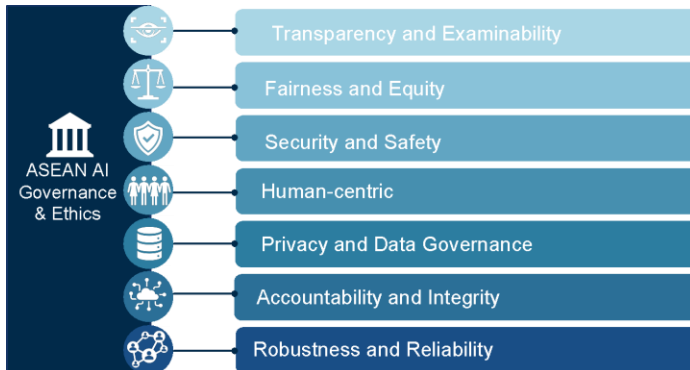 ASEAN AI
Governance
& Ethics
Transparency and Examinability
Fairness and Equity
Security and Safety
Human-centric
Privacy and Data Governance
Accountability and Integrity
Robustness and Reliability